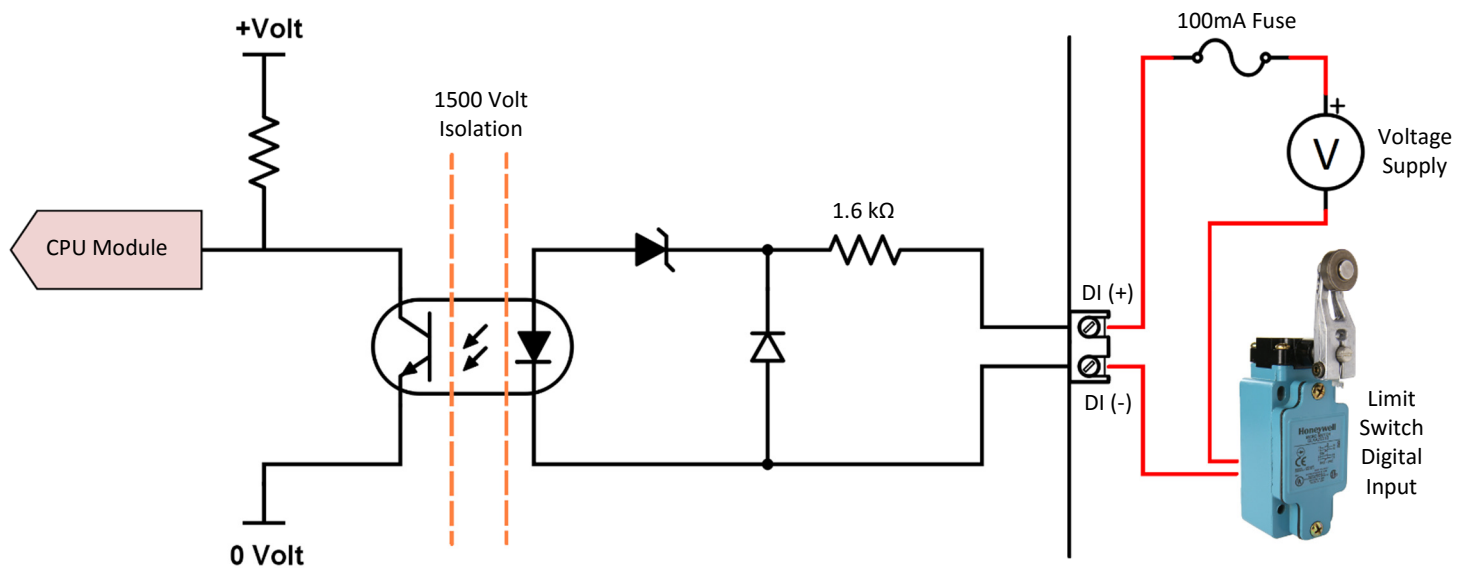 +Volt
100mA Fuse
1500 Volt
Isolation
+
V
Voltage
Supply
1.6 kΩ
CPU Module
DI (+)
DI (-)
Honeywell
Limit
Switch
Digital
Input
0 Volt